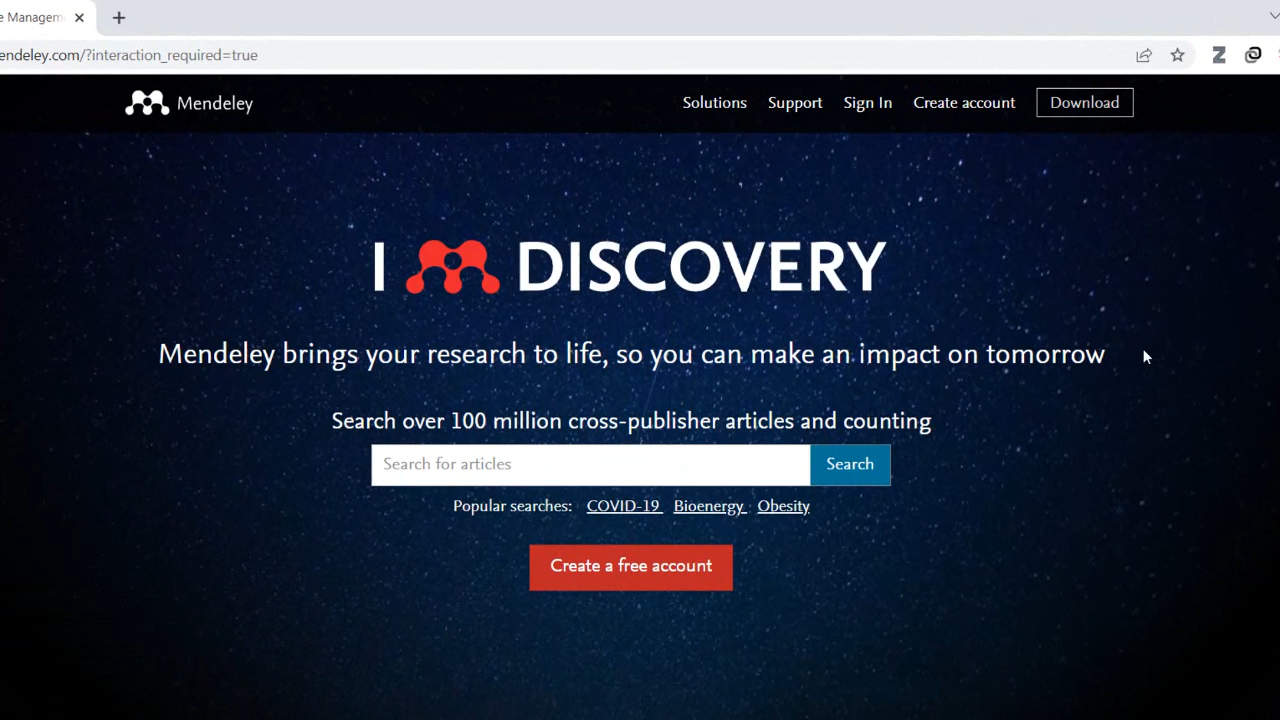 e Managem
endeley.com/?interaction_required=true
Mendeley Solutions Support Sign In Create account Download
I DISCOVERY
Mendeley brings your research to life, so you can make an impact on tomorrow
Search over 100 million cross-publisher articles and counting
Search for articles Search
Popular searches: COVID-19 Bioenergy Obesity
Create a free account